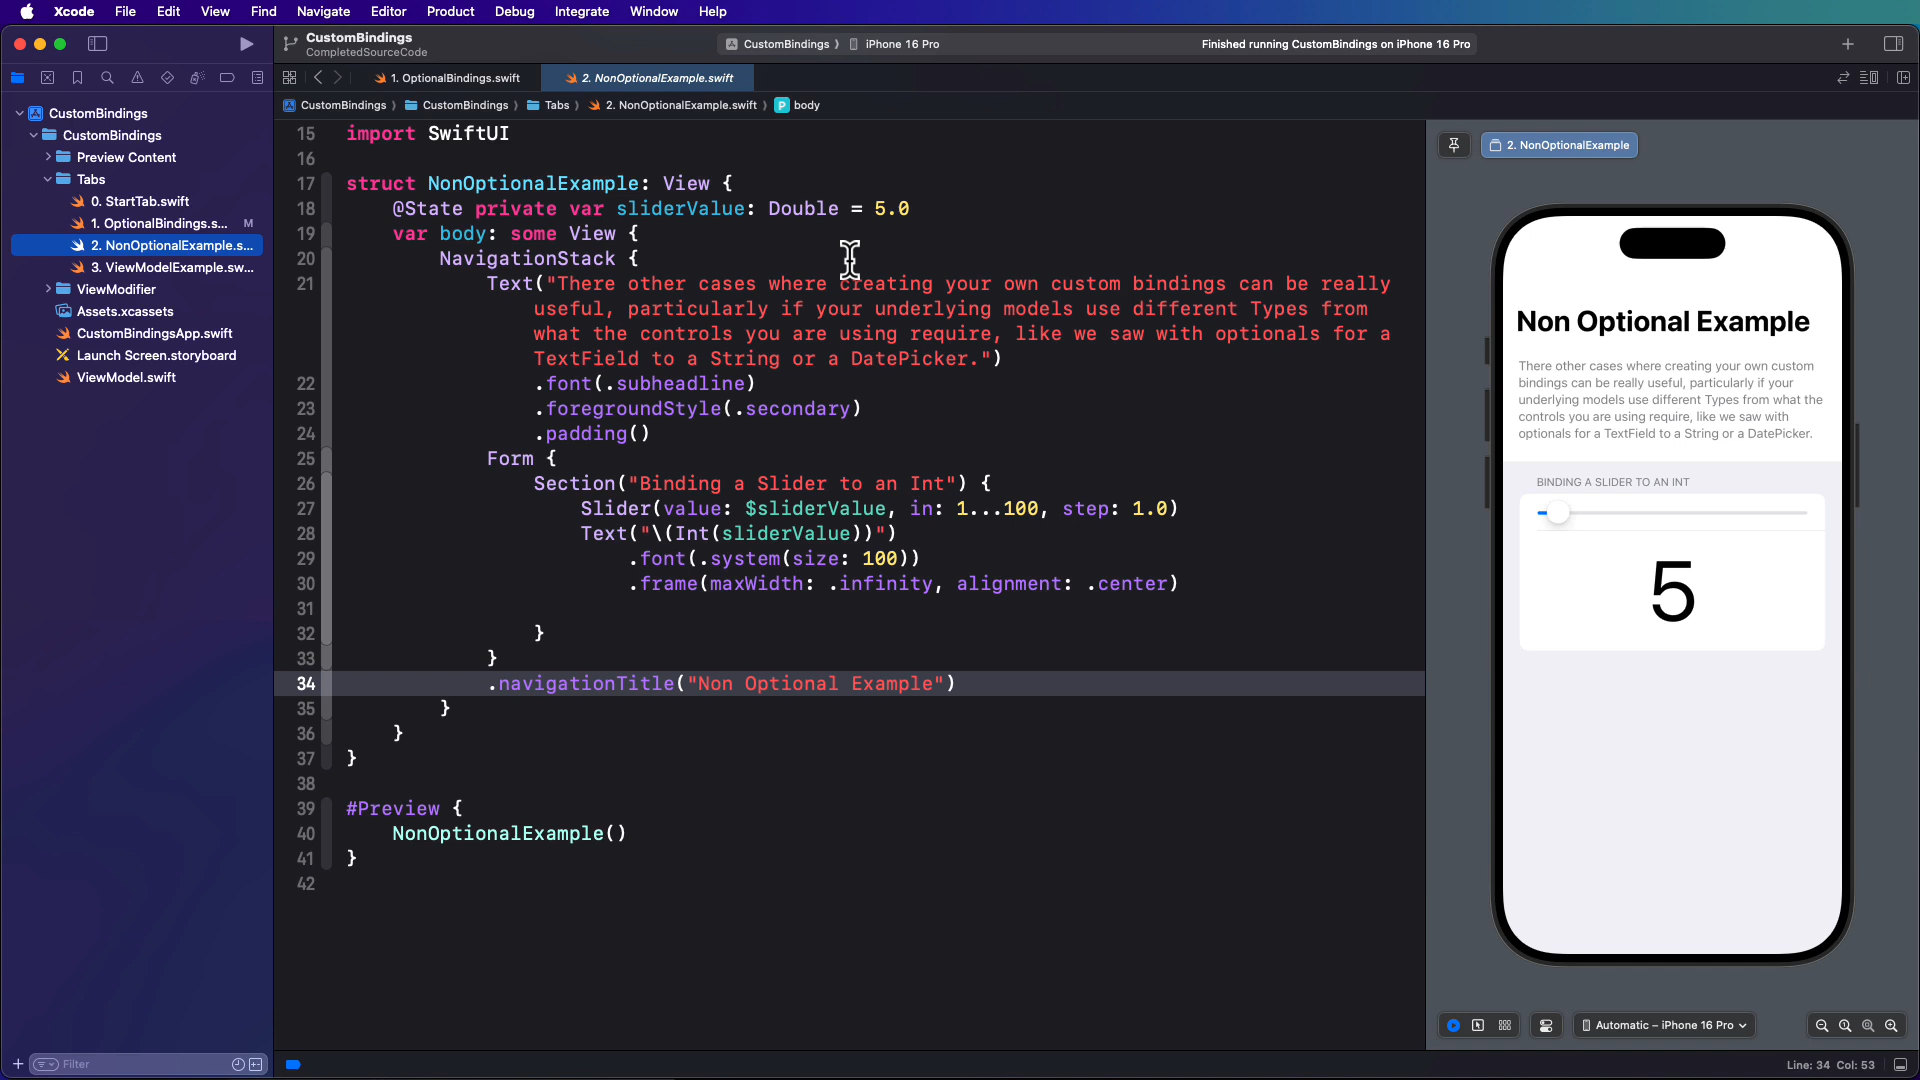 Xcode File Edit View Find Navigate Editor Product Debug Integrate Window Help
CustomBindings
CompletedSourceCode
CustomBindings 〉 iPhone 16 Pro
Finished running CustomBindings on iPhone 16 Pro
1. OptionalBindings.swift
2. NonOptionalExample.swift
CustomBindings 〉 CustomBindings 〉 Tabs 〉 2. NonOptionalExample.swift 〉 P body
CustomBindings
CustomBindings
Preview Content
Tabs
0. StartTab.swift
1. OptionalBindings.s... M
2. NonOptionalExample.s...
3. ViewModelExample.sw...
ViewModifier
Assets.xcassets
CustomBindingsApp.swift
Launch Screen.storyboard
ViewModel.swift
Filter
15 import SwiftUI
16
17 struct NonOptionalExample: View {
18 @State private var sliderValue: Double = 5.0
19 var body: some View {
20 NavigationStack {
21 Text("There other cases where creating your own custom bindings can be really
useful, particularly if your underlying models use different Types from
what the controls you are using require, like we saw with optionals for a
TextField to a String or a DatePicker.")
22 .font(.subheadline)
23 .foregroundStyle(.secondary)
24 .padding()
25 Form {
26 Section("Binding a Slider to an Int") {
27 Slider(value: $sliderValue, in: 1...100, step: 1.0)
28 Text("\(Int(sliderValue))")
29 .font(.system(size: 100))
30 .frame(maxWidth: .infinity, alignment: .center)
31
32 }
33 }
34 .navigationTitle("Non Optional Example")
35 }
36 }
37 }
38
39 #Preview {
40 NonOptionalExample()
41 }
42
2. NonOptionalExample
Non Optional Example
There other cases where creating your own custom
bindings can be really useful, particularly if your
underlying models use different Types from what the
controls you are using require, like we saw with
optionals for a TextField to a String or a DatePicker.
BINDING A SLIDER TO AN INT
5
Automatic – iPhone 16 Pro
Line: 34 Col: 53